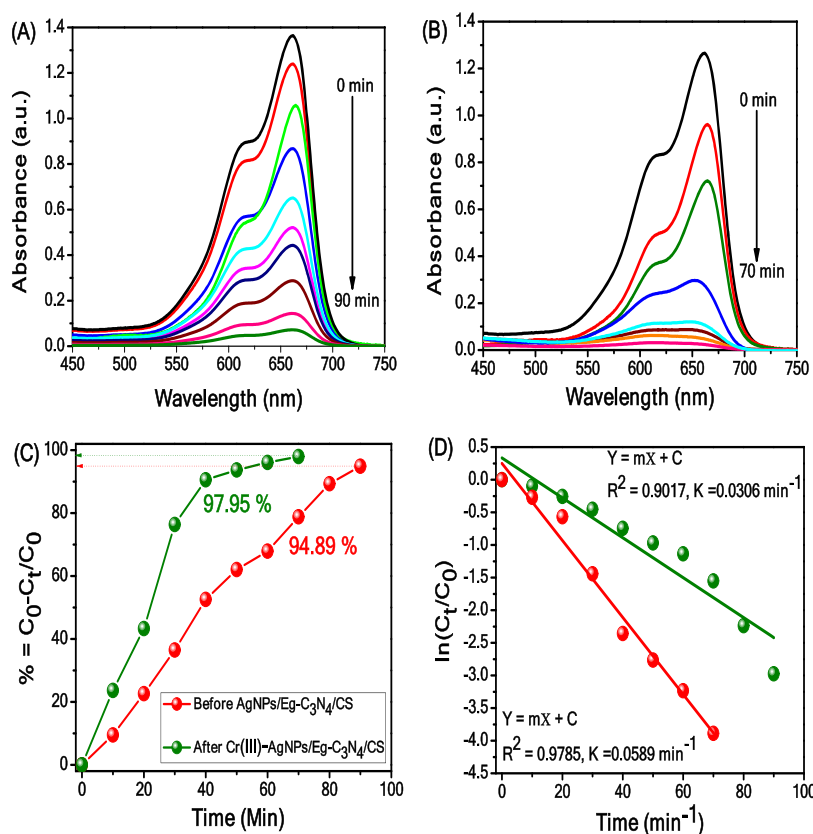 (A)
1.4
1.2
1.0
0.8
0.6
0.4
0.2
0.0
Absorbance (a.u.)
0 min
90 min
450 500 550 600 650 700 750
Wavelength (nm)
(B)
1.4
1.2
1.0
0.8
0.6
0.4
0.2
0.0
Absorbance (a.u.)
0 min
70 min
450 500 550 600 650 700 750
Wavelength (nm)
(C)
100
80
60
40
20
0
% = C₀-Cₜ/C₀
97.95 %
94.89 %
Before AgNPs/Eg-C₃N₄/CS
After Cr(III)-AgNPs/Eg-C₃N₄/CS
0 20 40 60 80 100
Time (Min)
(D)
0.5
0.0
-0.5
-1.0
-1.5
-2.0
-2.5
-3.0
-3.5
-4.0
-4.5
-5.0
ln(Cₜ/C₀)
Y = mX + C
R² = 0.9017, K =0.0306 min⁻¹
Y = mX + C
R² = 0.9785, K =0.0589 min⁻¹
0 20 40 60 80 100
Time (min⁻¹)